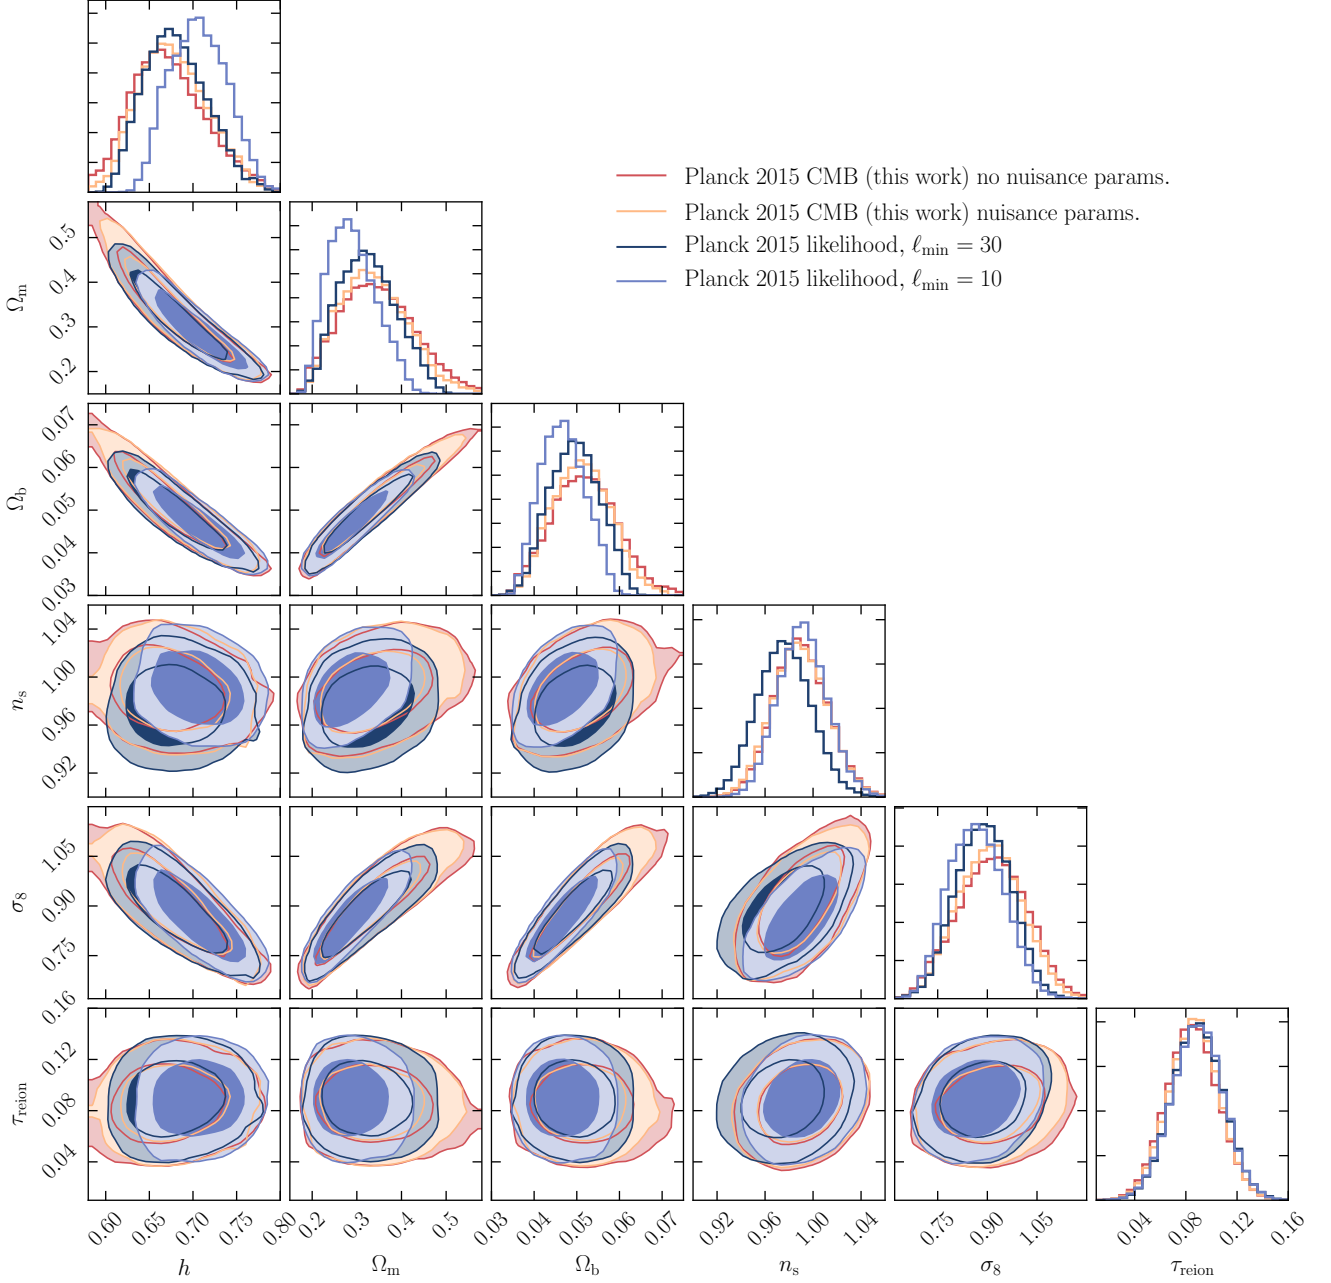 Planck 2015 CMB (this work) no nuisance params.
Planck 2015 CMB (this work) nuisance params.
Planck 2015 likelihood, ℓmin = 30
Planck 2015 likelihood, ℓmin = 10
Ωm
0.5
0.4
0.3
0.2
Ωb
0.07
0.06
0.05
0.04
0.03
ns
1.04
1.00
0.96
0.92
σ8
1.05
0.90
0.75
τreion
0.16
0.12
0.08
0.04
0.60 0.65 0.70 0.75 0.80
0.2 0.3 0.4 0.5
0.03 0.04 0.05 0.06 0.07
0.92 0.96 1.00 1.04
0.75 0.90 1.05
0.04 0.08 0.12 0.16
h Ωm Ωb ns σ8 τreion